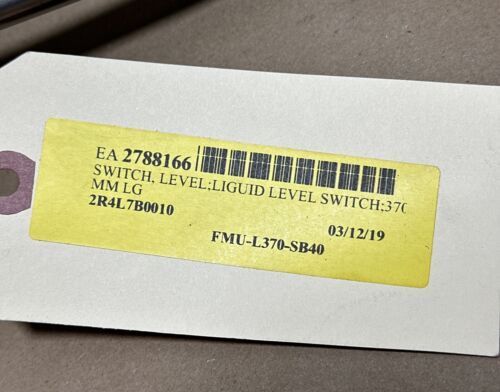 EA 2788166
SWITCH, LEVEL;LIGUID LEVEL SWITCH;370
MM LG
2R4L7B0010
03/12/19
FMU-L370-SB40